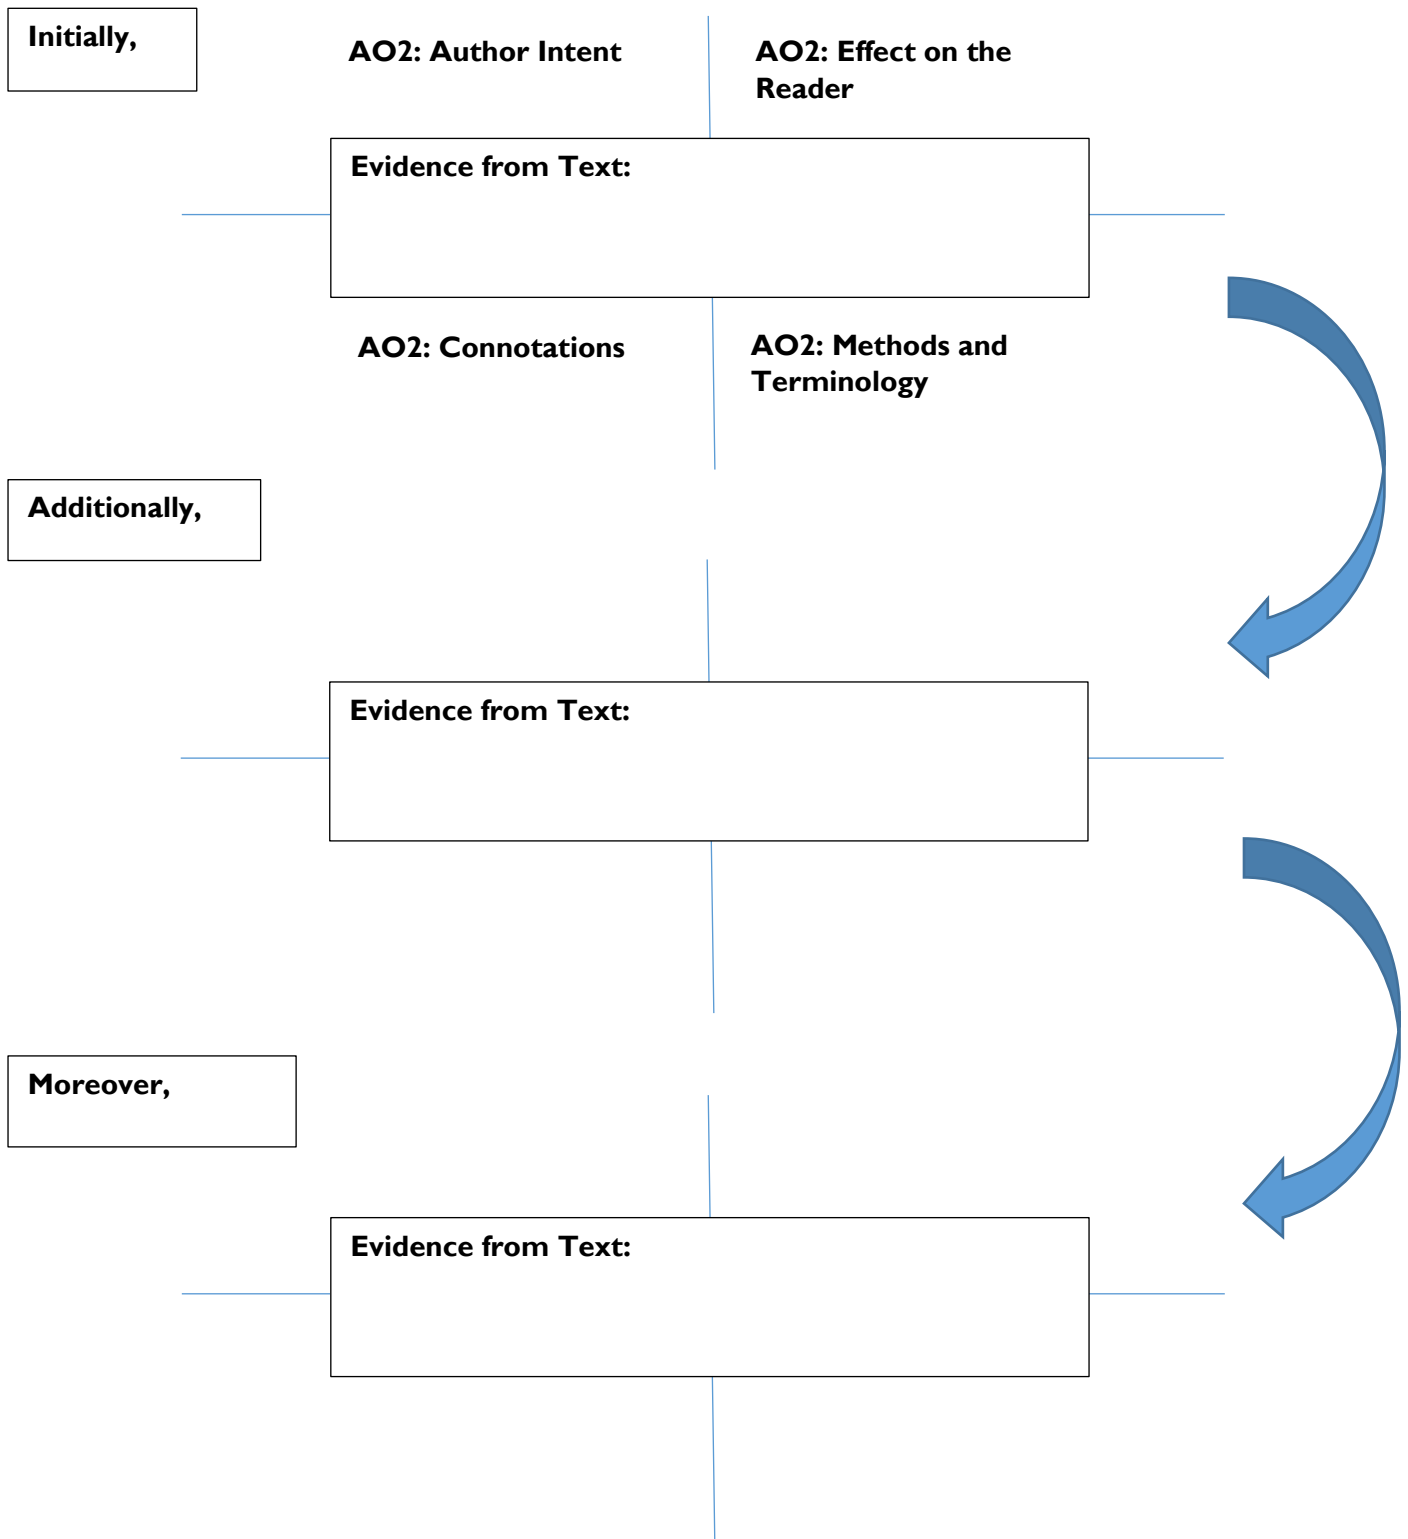 Initially,
AO2: Author Intent
AO2: Effect on the
Reader
Evidence from Text:
AO2: Connotations
AO2: Methods and
Terminology
Additionally,
Evidence from Text:
Moreover,
Evidence from Text: